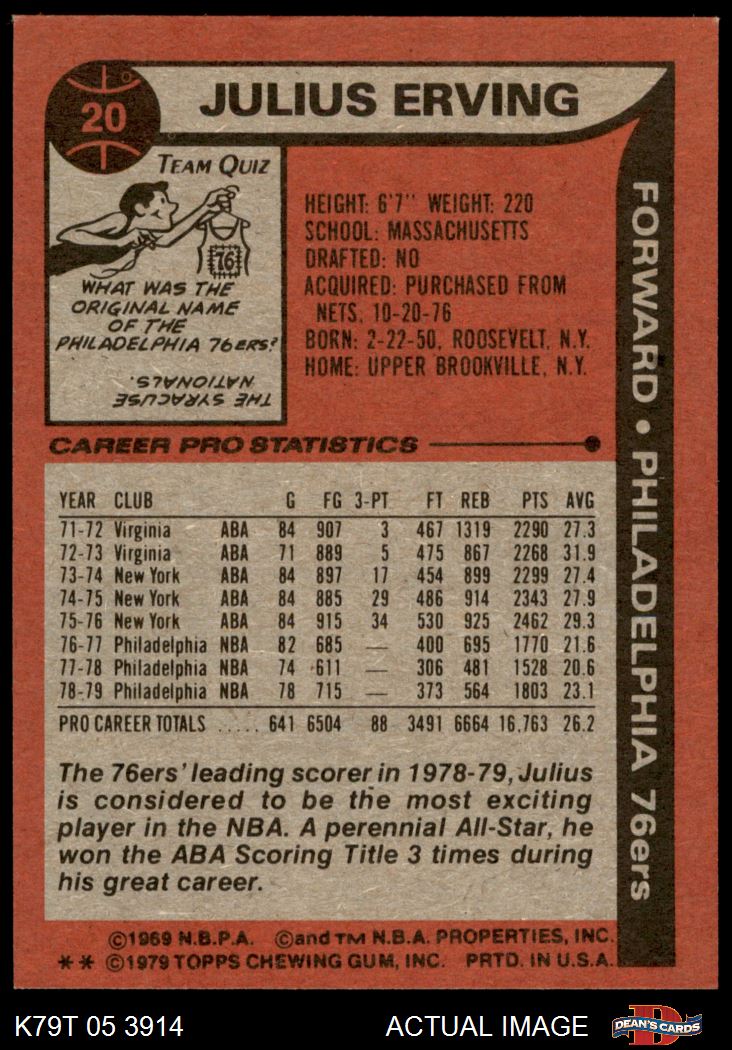 20
JULIUS ERVING
TEAM QUIZ
76
WHAT WAS THE
ORIGINAL NAME
OF THE
PHILADELPHIA 76ERS?
THE SYRACUSE
NATIONALS.
HEIGHT: 6'7" WEIGHT: 220
SCHOOL: MASSACHUSETTS
DRAFTED: NO
ACQUIRED: PURCHASED FROM
NETS, 10-20-76
BORN: 2-22-50, ROOSEVELT, N.Y.
HOME: UPPER BROOKVILLE, N.Y.
FORWARD • PHILADELPHIA 76ers
CAREER PRO STATISTICS
YEAR CLUB G FG 3-PT FT REB PTS AVG
71-72 Virginia ABA 84 907 3 467 1319 2290 27.3
72-73 Virginia ABA 71 889 5 475 867 2268 31.9
73-74 New York ABA 84 897 17 454 899 2299 27.4
74-75 New York ABA 84 885 29 486 914 2343 27.9
75-76 New York ABA 84 915 34 530 925 2462 29.3
76-77 Philadelphia NBA 82 685 — 400 695 1770 21.6
77-78 Philadelphia NBA 74 611 — 306 481 1528 20.6
78-79 Philadelphia NBA 78 715 — 373 564 1803 23.1
PRO CAREER TOTALS ..... 641 6504 88 3491 6664 16,763 26.2
The 76ers' leading scorer in 1978-79, Julius
is considered to be the most exciting
player in the NBA. A perennial All-Star, he
won the ABA Scoring Title 3 times during
his great career.
©1969 N.B.P.A. ©and TM N.B.A. PROPERTIES, INC.
** ©1979 TOPPS CHEWING GUM, INC. PRTD. IN U.S.A.
K79T 05 3914
ACTUAL IMAGE
D
DEAN'S CARDS